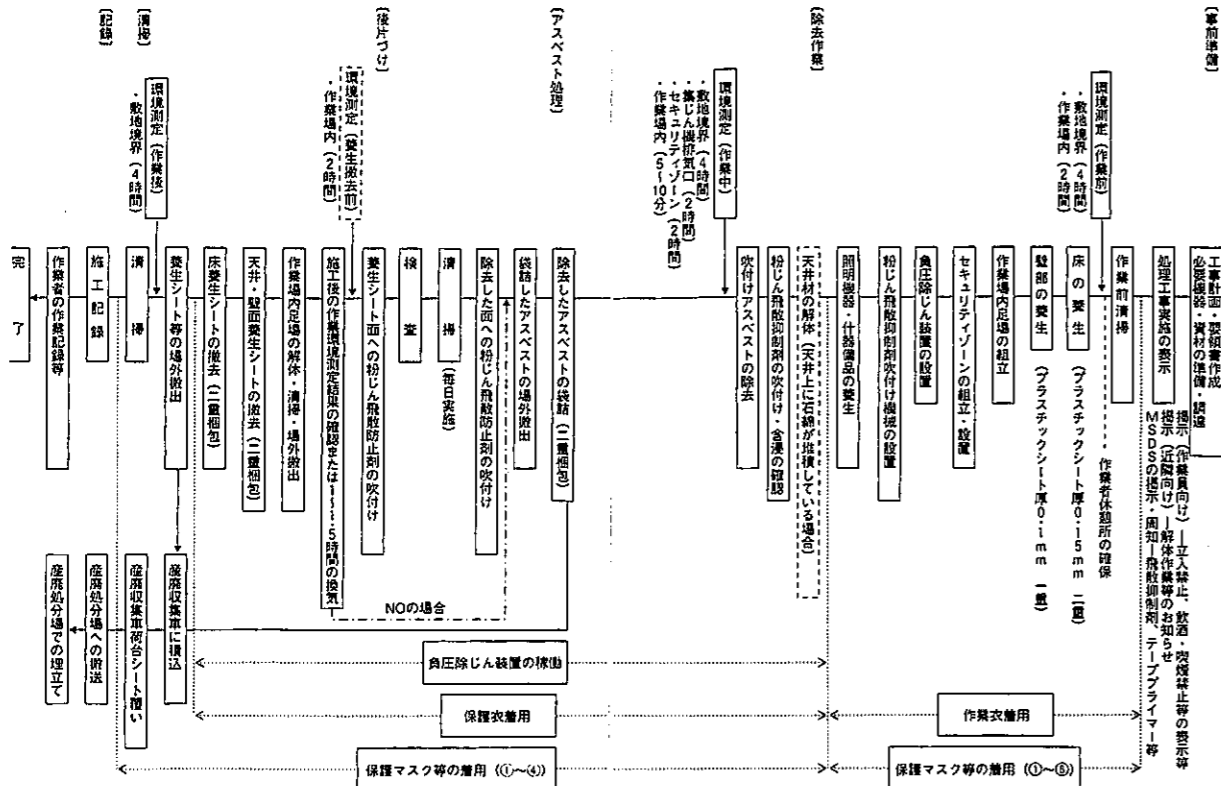 〔事前準備〕
工事計画・要領書作成
必要機器・資材の準備・調達
処理工事実施の表示
掲示（作業員向け）―立入禁止、飲酒・喫煙禁止等の表示等
掲示（近隣向け）―解体作業等のお知らせ
MSDSの掲示・周知―飛散抑制剤、テーププライマー等
作業前清掃
作業者休憩所の確保
環境測定（作業前）
・敷地境界（4時間）
・作業場内（2時間）
床の養生（プラスチックシート厚0.15mm 二重）
壁部の養生（プラスチックシート厚0.1mm 一重）
作業場内足場の組立
セキュリティゾーンの組立・設置
負圧除じん装置の設置
粉じん飛散抑制剤吹付け機械の設置
照明機器・什器備品の養生
〔除去作業〕
天井材の解体（天井上に石綿が堆積している場合）
粉じん飛散抑制剤の吹付け・含浸の確認
吹付けアスベストの除去
環境測定（作業中）
・敷地境界（4時間）
・集じん機排気口（2時間）
・セキュリティゾーン（2時間）
・作業場内（5～10分）
〔アスベスト処理〕
除去したアスベストの袋詰（二重梱包）
袋詰したアスベストの場外搬出
除去した面への粉じん飛散防止剤の吹付け
清掃（毎日実施）
検査
〔後片づけ〕
養生シート面への粉じん飛散防止剤の吹付け
環境測定（養生撤去前）
・作業場内（2時間）
施工後の作業環境測定結果の確認または1～1.5時間の換気
NOの場合
作業場内足場の解体・清掃・場外搬出
天井・壁面養生シートの撤去（二重梱包）
床養生シートの撤去（二重梱包）
養生シート等の場外搬出
環境測定（作業後）
・敷地境界（4時間）
〔清掃〕
清掃
〔記録〕
施工記録
作業者の作業記録等
完了
産廃収集車に積込
産廃収集車荷台シート覆い
産廃処分場への搬送
産廃処分場での埋立て
負圧除じん装置の稼働
保護衣着用
作業衣着用
保護マスク等の着用（①～④）
保護マスク等の着用（①～⑤）